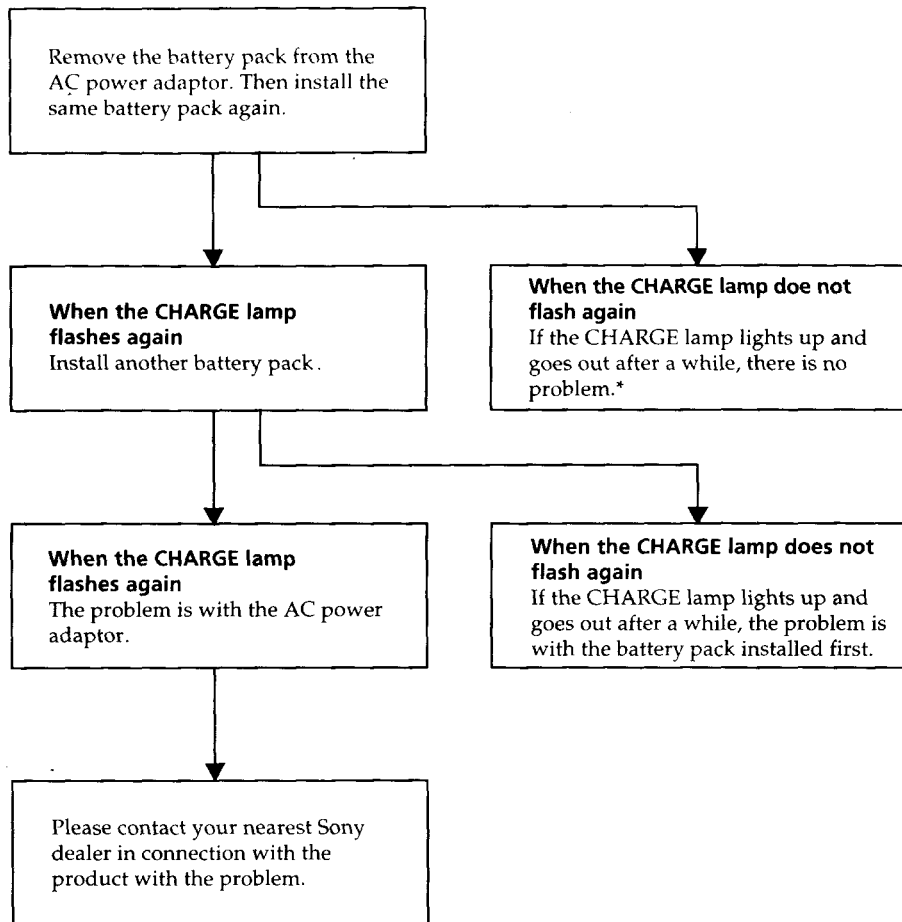 Remove the battery pack from the
AC power adaptor. Then install the
same battery pack again.
When the CHARGE lamp
flashes again
Install another battery pack.
When the CHARGE lamp doe not
flash again
If the CHARGE lamp lights up and
goes out after a while, there is no
problem.*
When the CHARGE lamp
flashes again
The problem is with the AC power
adaptor.
When the CHARGE lamp does not
flash again
If the CHARGE lamp lights up and
goes out after a while, the problem is
with the battery pack installed first.
Please contact your nearest Sony
dealer in connection with the
product with the problem.